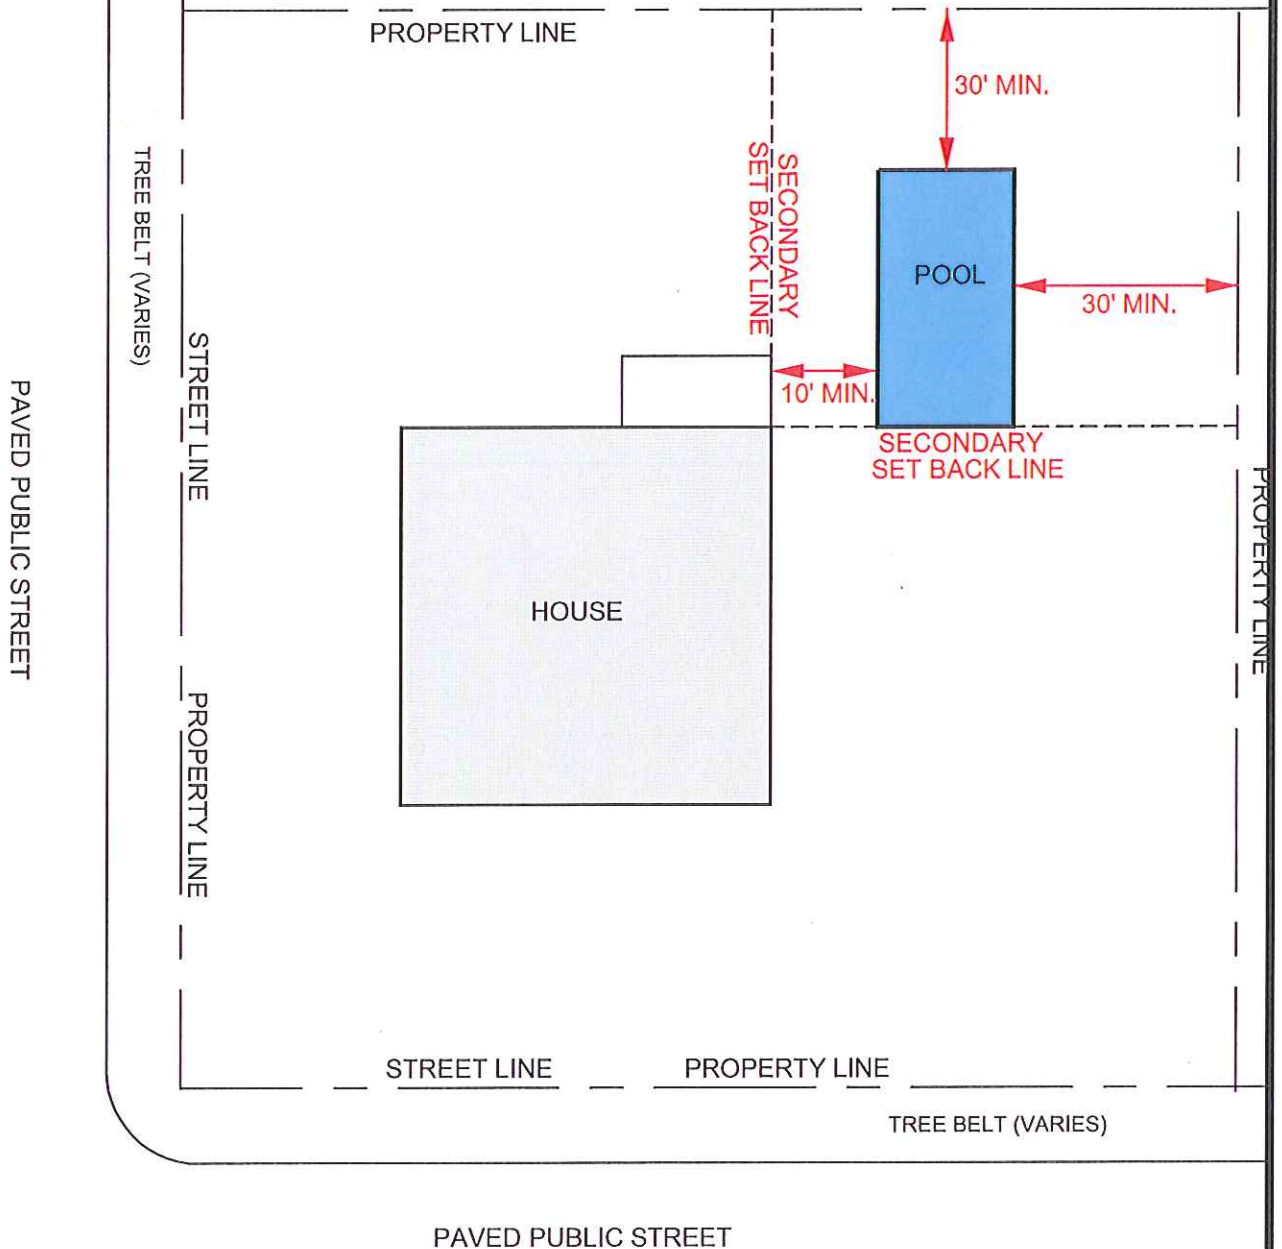 PROPERTY LINE
30' MIN.
TREE BELT (VARIES)
SECONDARY
SET BACK LINE
POOL
30' MIN.
STREET LINE
10' MIN.
PAVED PUBLIC STREET
SECONDARY
SET BACK LINE
PROPERTY LINE
HOUSE
PROPERTY LINE
STREET LINE
PROPERTY LINE
TREE BELT (VARIES)
PAVED PUBLIC STREET